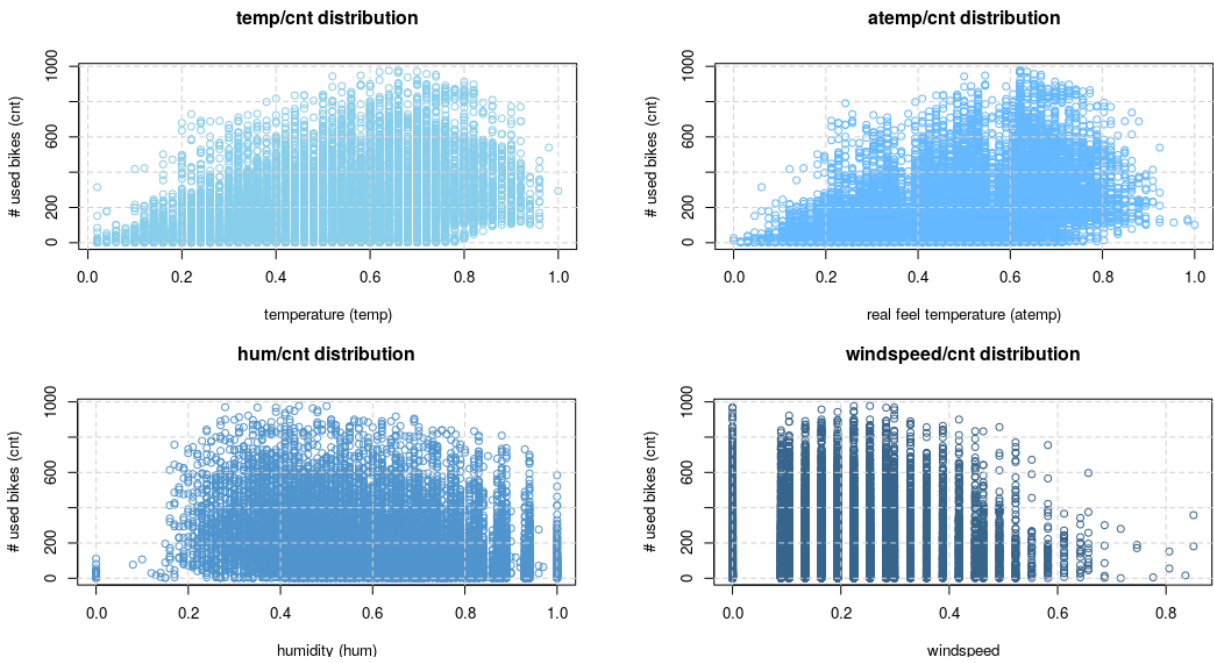 temp/cnt distribution
# used bikes (cnt)
1000
600
200
0
0.0 0.2 0.4 0.6 0.8 1.0
temperature (temp)
atemp/cnt distribution
# used bikes (cnt)
1000
600
200
0
0.0 0.2 0.4 0.6 0.8 1.0
real feel temperature (atemp)
hum/cnt distribution
# used bikes (cnt)
1000
600
200
0
0.0 0.2 0.4 0.6 0.8 1.0
humidity (hum)
windspeed/cnt distribution
# used bikes (cnt)
1000
600
200
0
0.0 0.2 0.4 0.6 0.8
windspeed